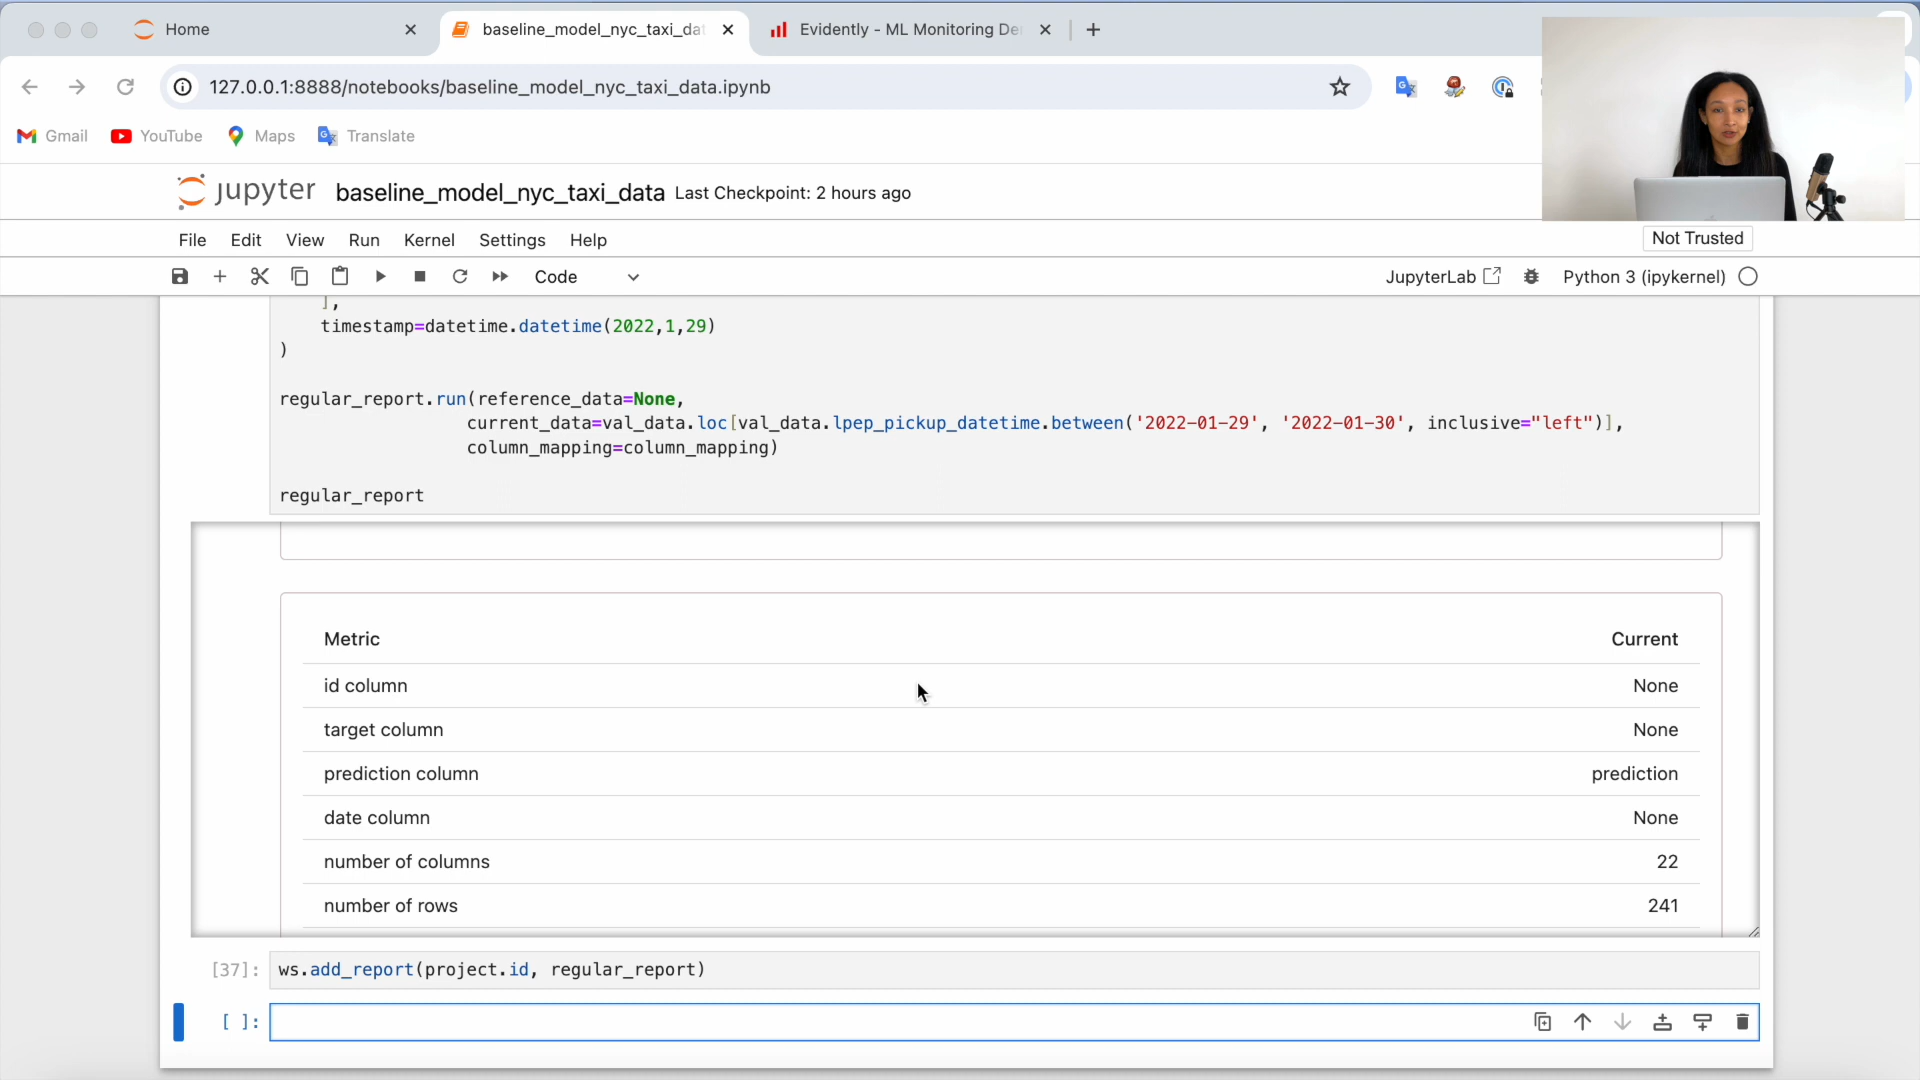 Home
baseline_model_nyc_taxi_dat
Evidently - ML Monitoring De
127.0.0.1:8888/notebooks/baseline_model_nyc_taxi_data.ipynb
Gmail
YouTube
Maps
Translate
jupyter baseline_model_nyc_taxi_data Last Checkpoint: 2 hours ago
File Edit View Run Kernel Settings Help
Not Trusted
Code
JupyterLab
Python 3 (ipykernel)
],
timestamp=datetime.datetime(2022,1,29)
)
regular_report.run(reference_data=None,
current_data=val_data.loc[val_data.lpep_pickup_datetime.between('2022-01-29', '2022-01-30', inclusive="left")],
column_mapping=column_mapping)
regular_report
Metric Current
id column None
target column None
prediction column prediction
date column None
number of columns 22
number of rows 241
[37]: ws.add_report(project.id, regular_report)
[ ]: